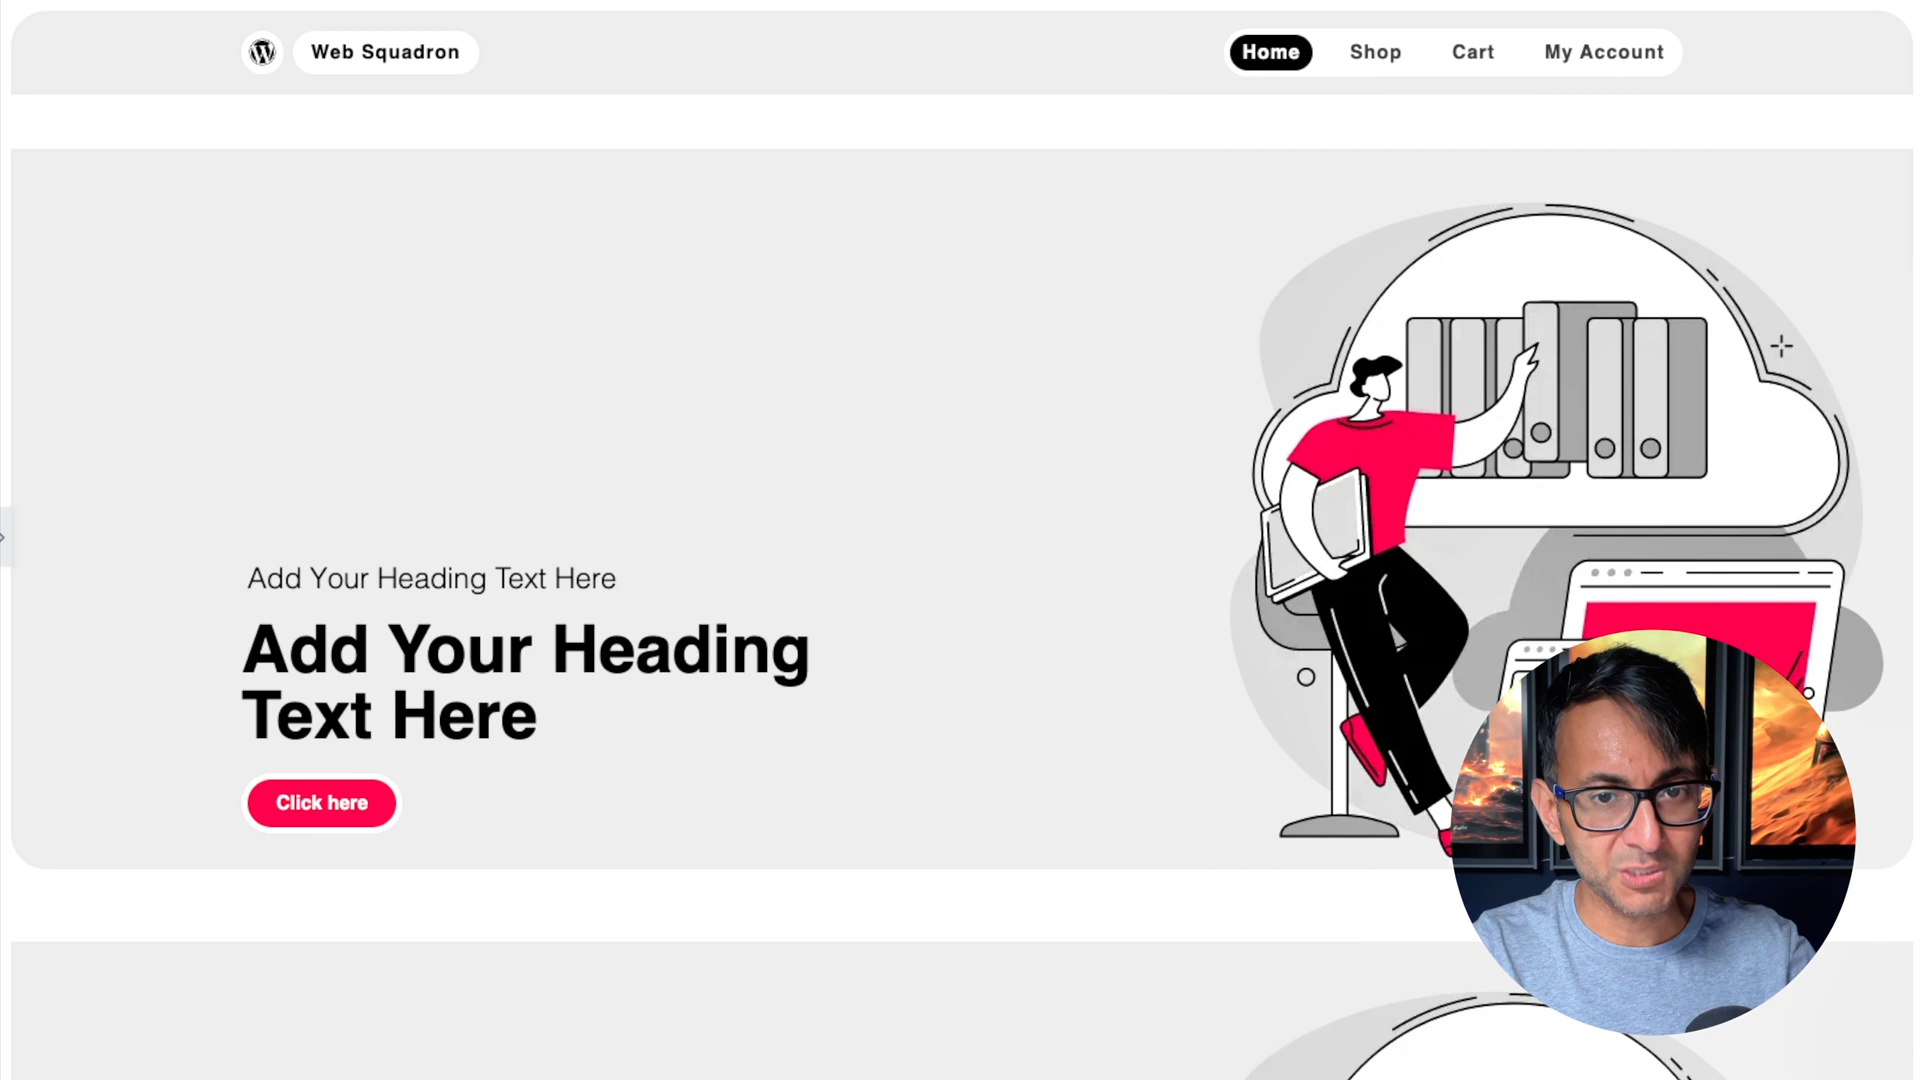 Web Squadron
Home Shop Cart My Account
Add Your Heading Text Here
Add Your Heading
Text Here
Click here